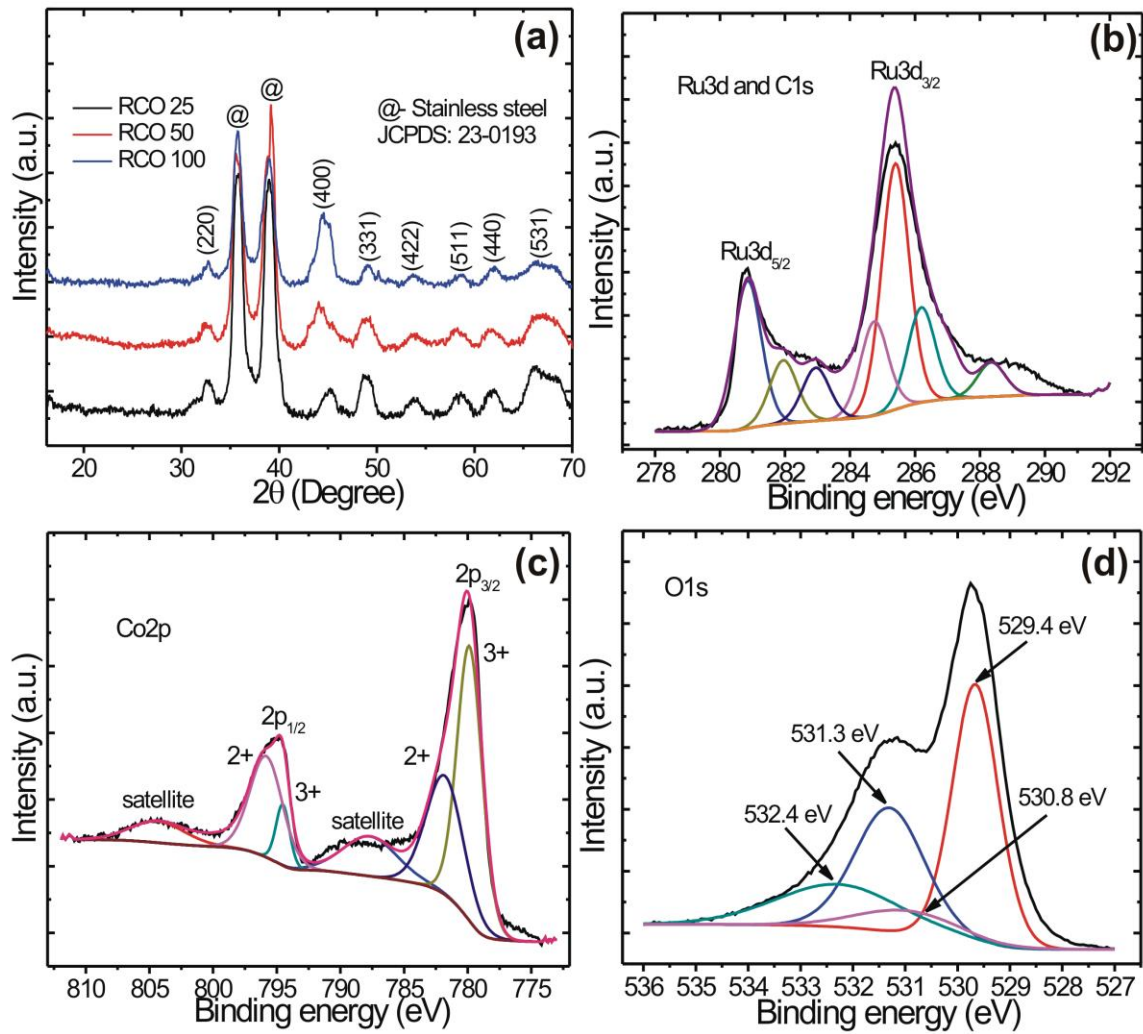 (a)
@
@
RCO 25
RCO 50
RCO 100
@- Stainless steel
JCPDS: 23-0193
(220)
(400)
(331)
(422)
(511)
(440)
(531)
Intensity (a.u.)
20 30 40 50 60 70
2θ (Degree)
(b)
Ru3d and C1s
Ru3d3/2
Ru3d5/2
Intensity (a.u.)
278 280 282 284 286 288 290 292
Binding energy (eV)
(c)
Co2p
2p3/2
3+
2+
2p1/2
2+
3+
satellite
satellite
Intensity (a.u.)
810 805 800 795 790 785 780 775
Binding energy (eV)
(d)
O1s
529.4 eV
531.3 eV
532.4 eV
530.8 eV
Intensity (a.u.)
536 535 534 533 532 531 530 529 528 527
Binding energy (eV)